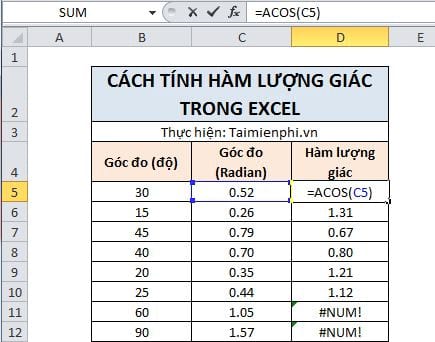 SUM fx =ACOS(C5)
A B C D E
1
CÁCH TÍNH HÀM LƯỢNG GIÁC
2 TRONG EXCEL
3 Thực hiện: Taimienphi.vn
4 Góc đo (độ) Góc đo (Radian) Hàm lượng giác
5 30 0.52 =ACOS(C5)
6 15 0.26 1.31
7 45 0.79 0.67
8 40 0.70 0.80
9 20 0.35 1.21
10 25 0.44 1.12
11 60 1.05 #NUM!
12 90 1.57 #NUM!